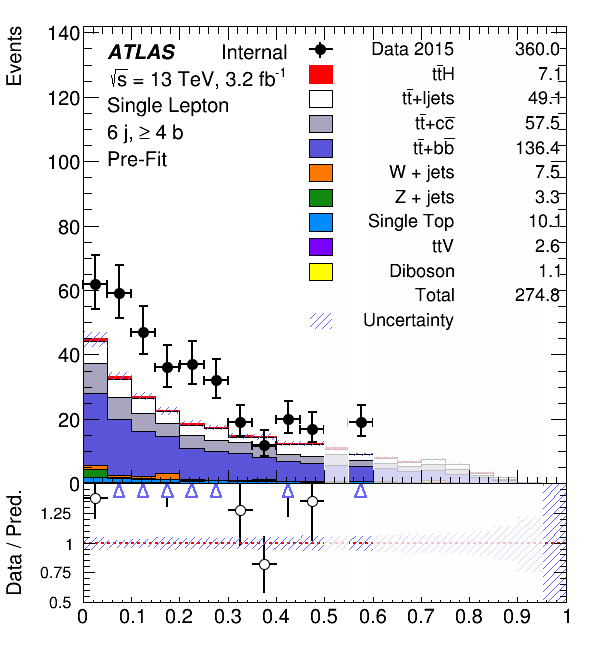 Events
140
120
100
80
60
40
20
0
ATLAS Internal
√s = 13 TeV, 3.2 fb⁻¹
Single Lepton
6 j, ≥ 4 b
Pre-Fit
Data 2015 360.0
tt̄H 7.1
tt̄+ljets 49.1
tt̄+cc̄ 57.5
tt̄+bb̄ 136.4
W + jets 7.5
Z + jets 3.3
Single Top 10.1
ttV 2.6
Diboson 1.1
Total 274.8
Uncertainty
Data / Pred.
1.25
1
0.75
0.5
0 0.1 0.2 0.3 0.4 0.5 0.6 0.7 0.8 0.9 1